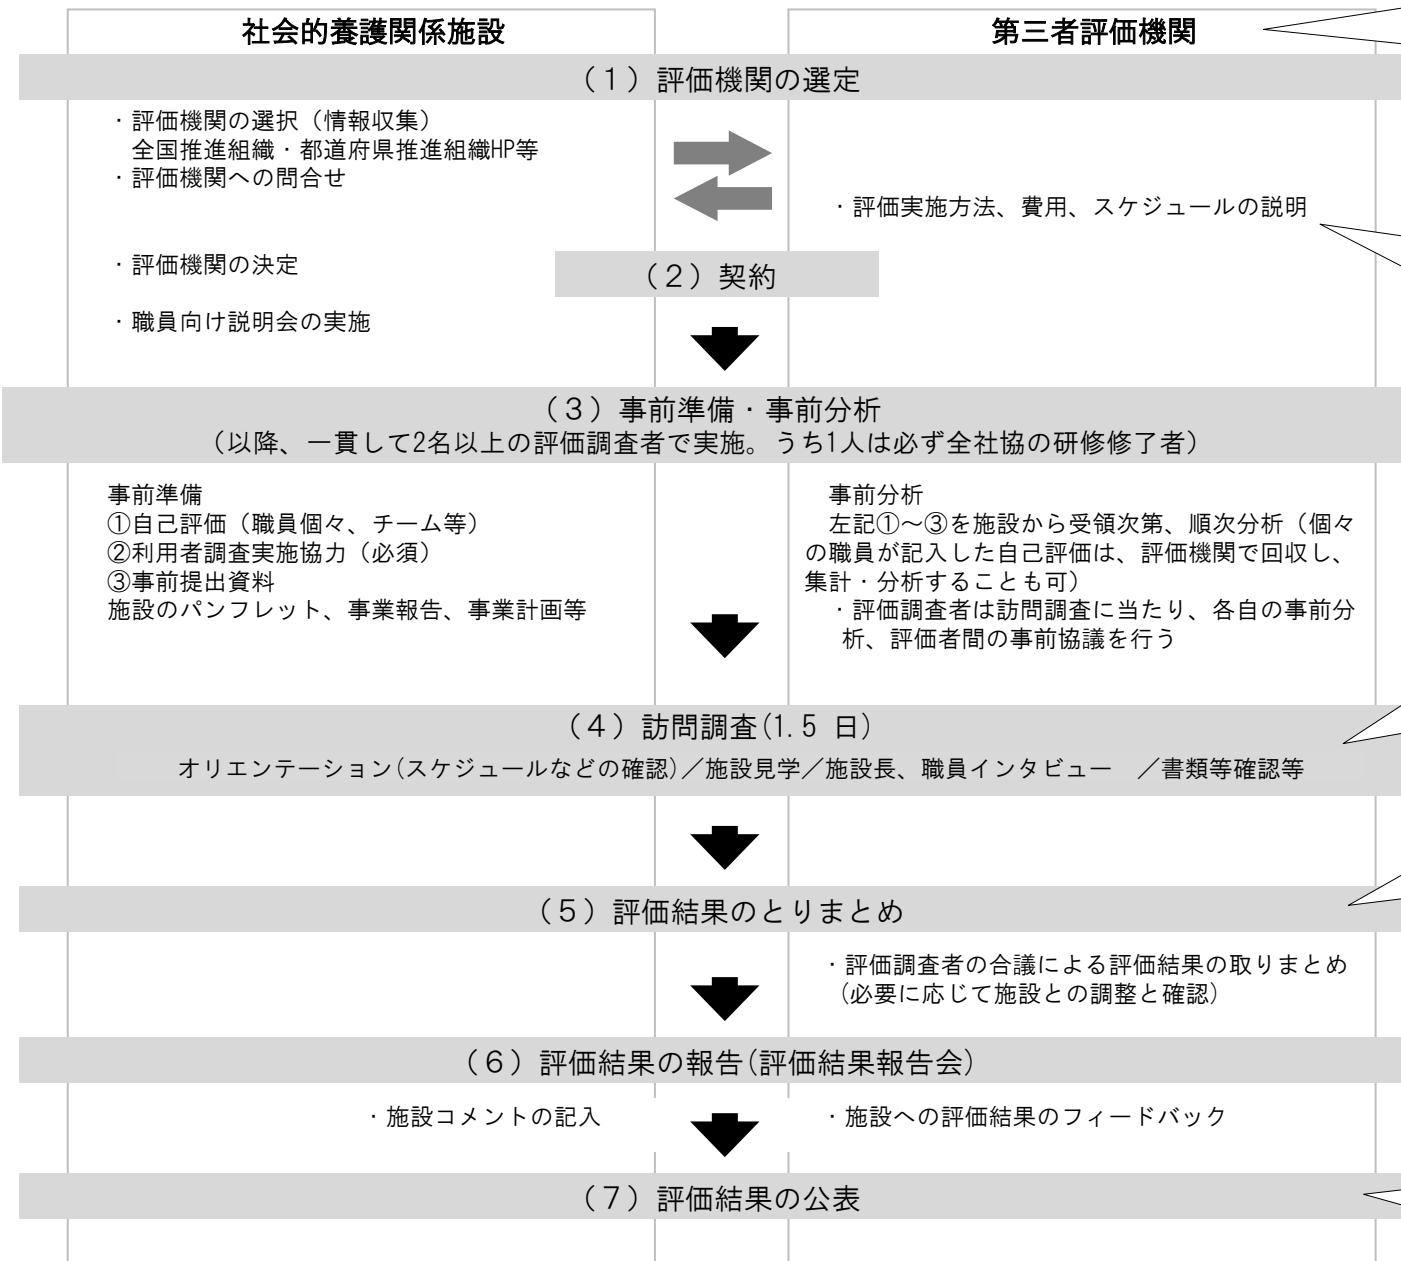 社会的養護関係施設
第三者評価機関
（１）評価機関の選定
・評価機関の選択（情報収集）
全国推進組織・都道府県推進組織HP等
・評価機関への問合せ
・評価実施方法、費用、スケジュールの説明
・評価機関の決定
（２）契約
・職員向け説明会の実施
（３）事前準備・事前分析
（以降、一貫して2名以上の評価調査者で実施。うち1人は必ず全社協の研修修了者）
事前準備
①自己評価（職員個々、チーム等）
②利用者調査実施協力（必須）
③事前提出資料
施設のパンフレット、事業報告、事業計画等
事前分析
左記①～③を施設から受領次第、順次分析（個々
の職員が記入した自己評価は、評価機関で回収し、
集計・分析することも可）
・評価調査者は訪問調査に当たり、各自の事前分
析、評価者間の事前協議を行う
（４）訪問調査(1.5 日)
オリエンテーション(スケジュールなどの確認)／施設見学／施設長、職員インタビュー　／書類等確認等
（５）評価結果のとりまとめ
・評価調査者の合議による評価結果の取りまとめ
(必要に応じて施設との調整と確認)
（６）評価結果の報告(評価結果報告会)
・施設コメントの記入
・施設への評価結果のフィードバック
（７）評価結果の公表